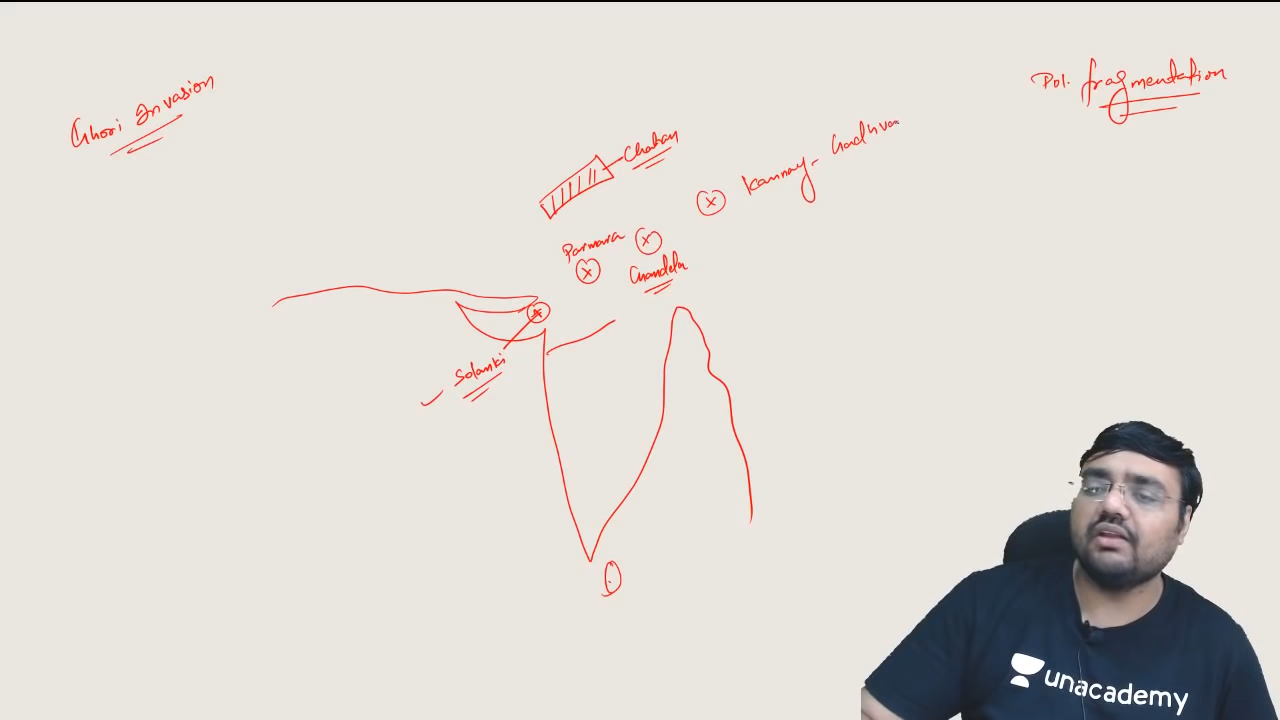 Ghori Invasion
Pol. fragmentation
Chahan
Kannauj - Gadhva
Parmara
Chandela
Solanki
unacademy